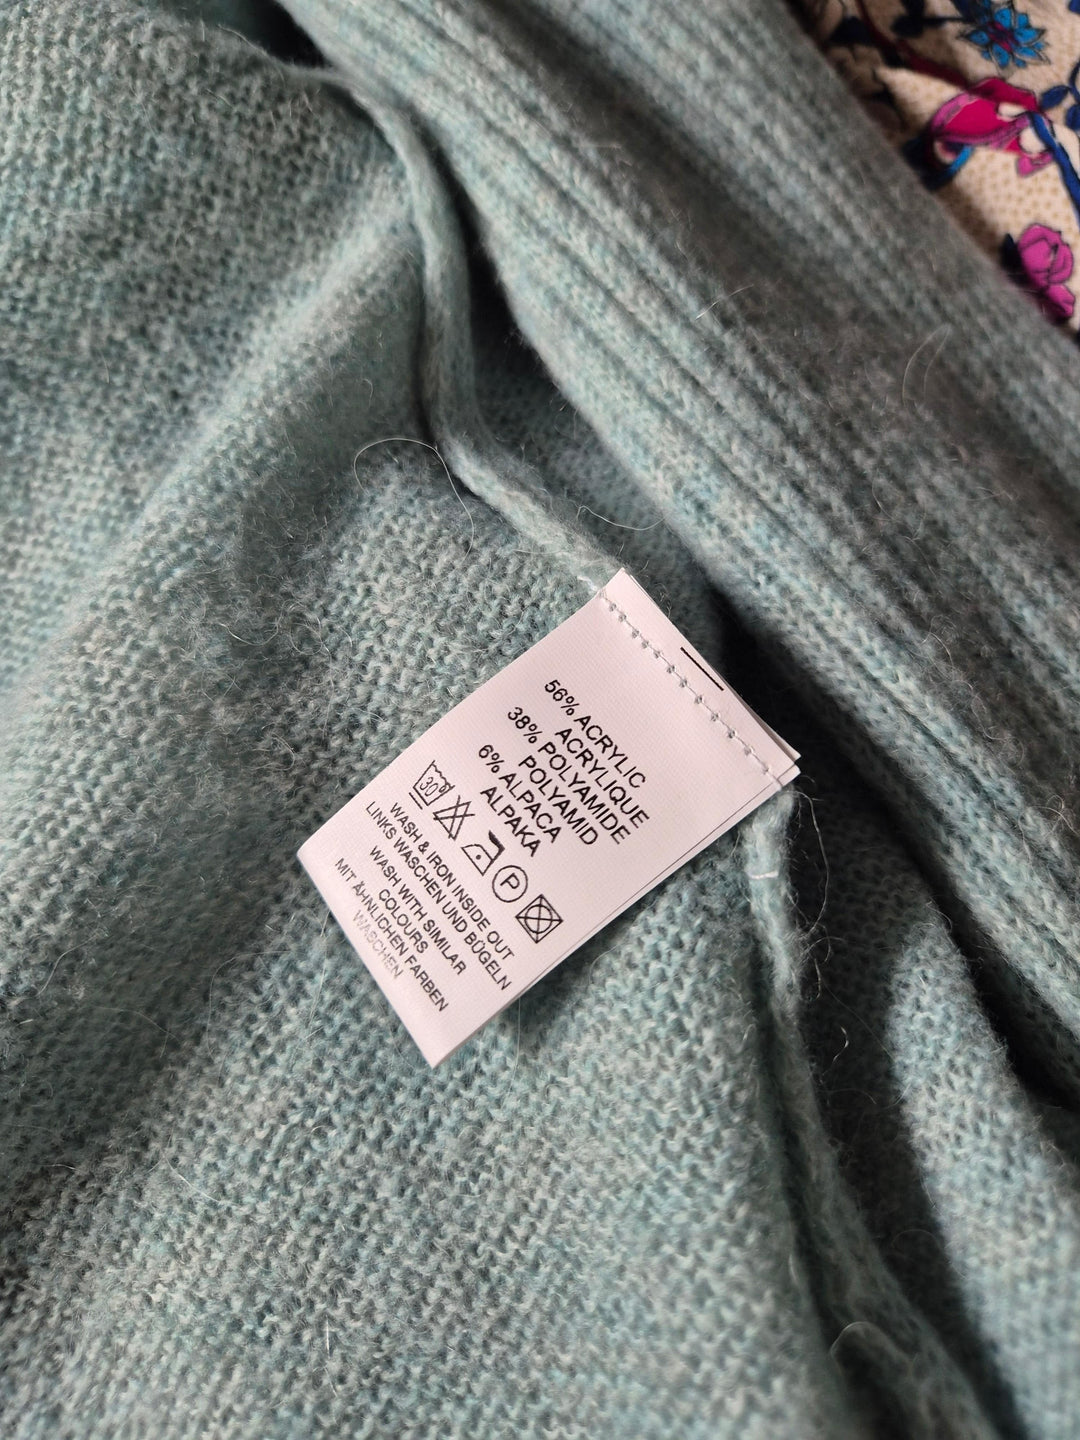 56% ACRYLIC
ACRYLIQUE
38% POLYAMIDE
POLYAMID
6% ALPACA
ALPAKA
30°
P
WASH & IRON INSIDE OUT
LINKS WASCHEN UND BÜGELN
WASH WITH SIMILAR
COLOURS
MIT ÄHNLICHEN FARBEN
WASCHEN